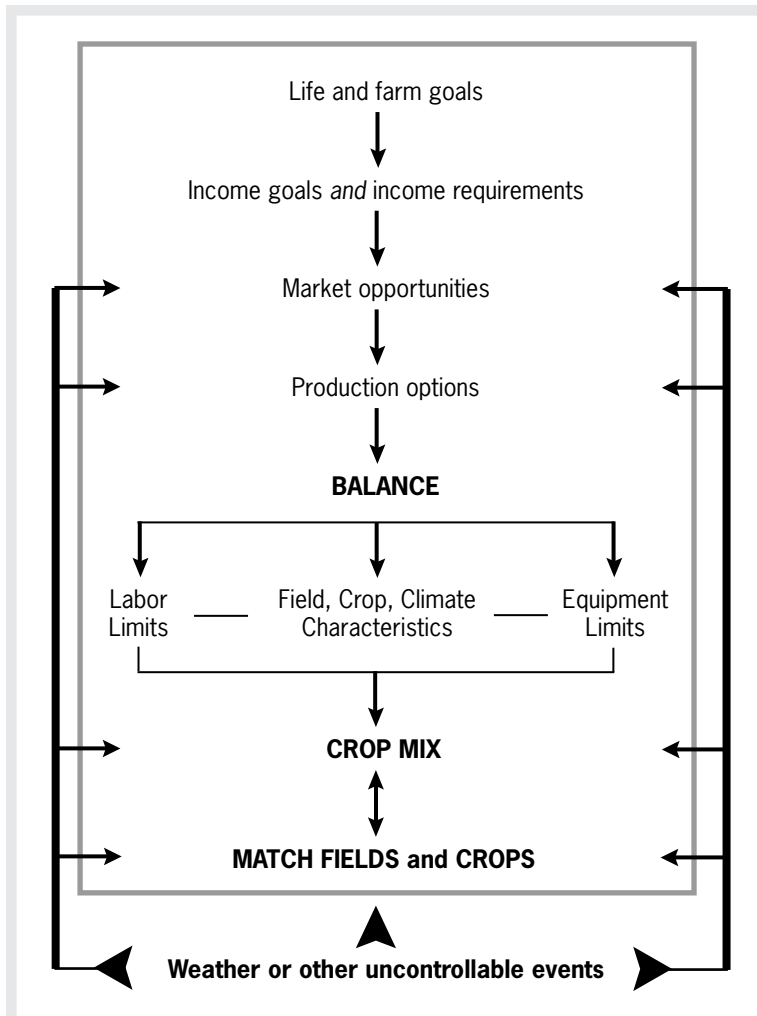 Life and farm goals
Income goals and income requirements
Market opportunities
Production options
BALANCE
Labor
Limits
Field, Crop, Climate
Characteristics
Equipment
Limits
CROP MIX
MATCH FIELDS and CROPS
Weather or other uncontrollable events